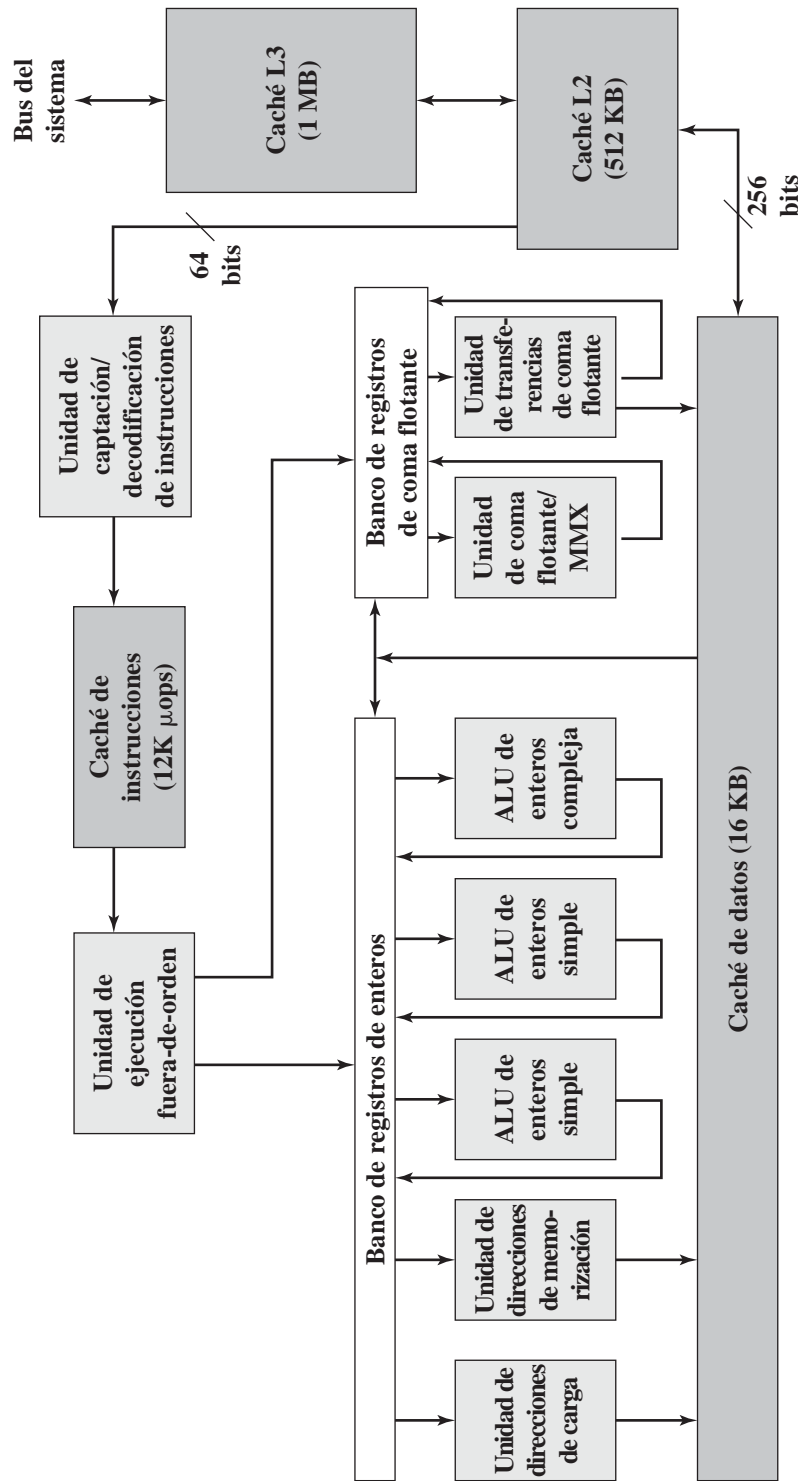 Bus del
sistema
Caché L3
(1 MB)
Caché L2
(512 KB)
64
bits
256
bits
Unidad de
captación/
decodificación
de instrucciones
Caché de
instrucciones
(12K µops)
Unidad de
ejecución
fuera-de-orden
Banco de registros de enteros
Banco de registros
de coma flotante
Unidad de
direcciones
de carga
Unidad de
direcciones
de memo-
rización
ALU de
enteros
simple
ALU de
enteros
simple
ALU de
enteros
compleja
Unidad
de coma
flotante/
MMX
Unidad
de transfe-
rencias
de coma
flotante
Caché de datos (16 KB)